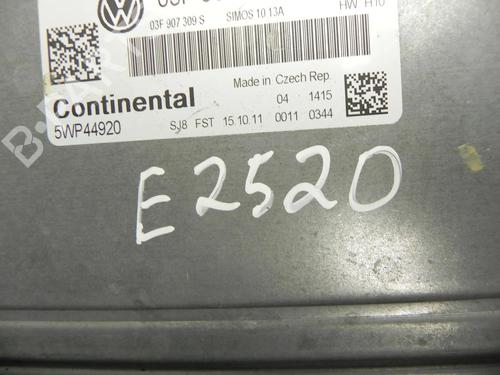 VW
03F 907 309 S SIMOS 10 13A HW H10
Continental
Made in Czech Rep.
04 1415
5WP44920 SJ8 FST 15.10.11 0011 0344
E2520